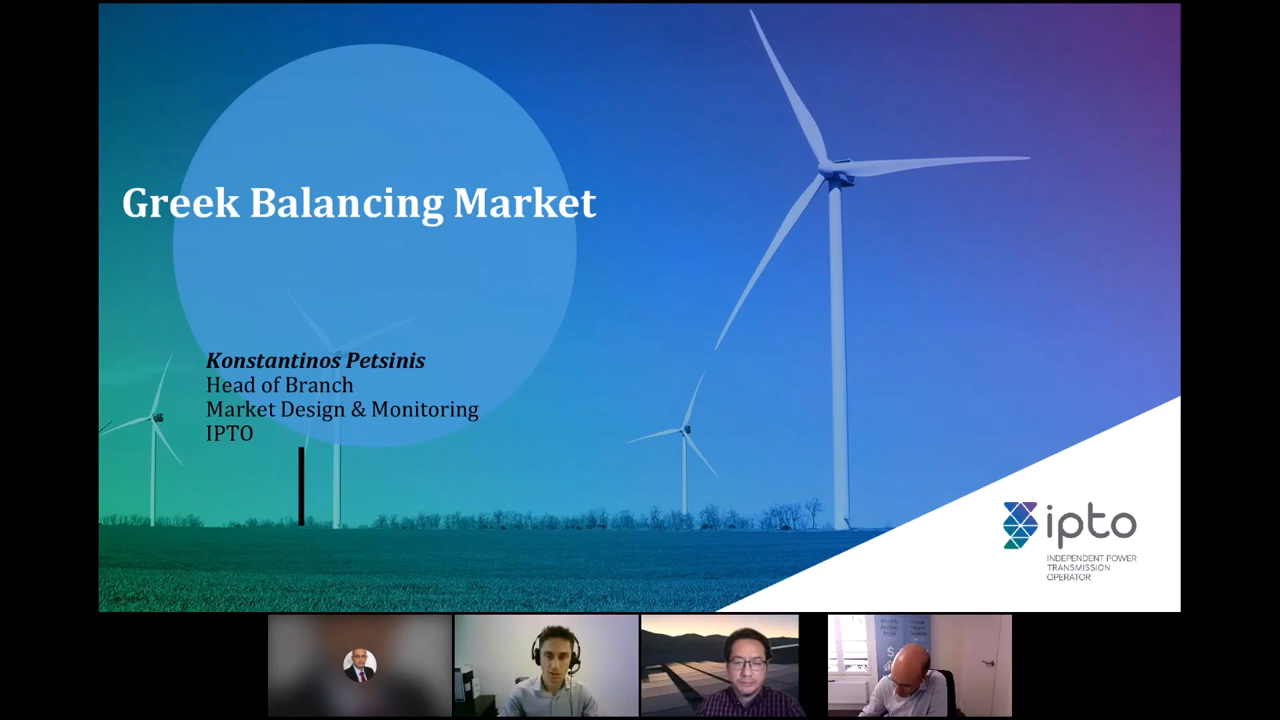 Greek Balancing Market
Konstantinos Petsinis
Head of Branch
Market Design & Monitoring
IPTO
ipto
INDEPENDENT POWER
TRANSMISSION
OPERATOR